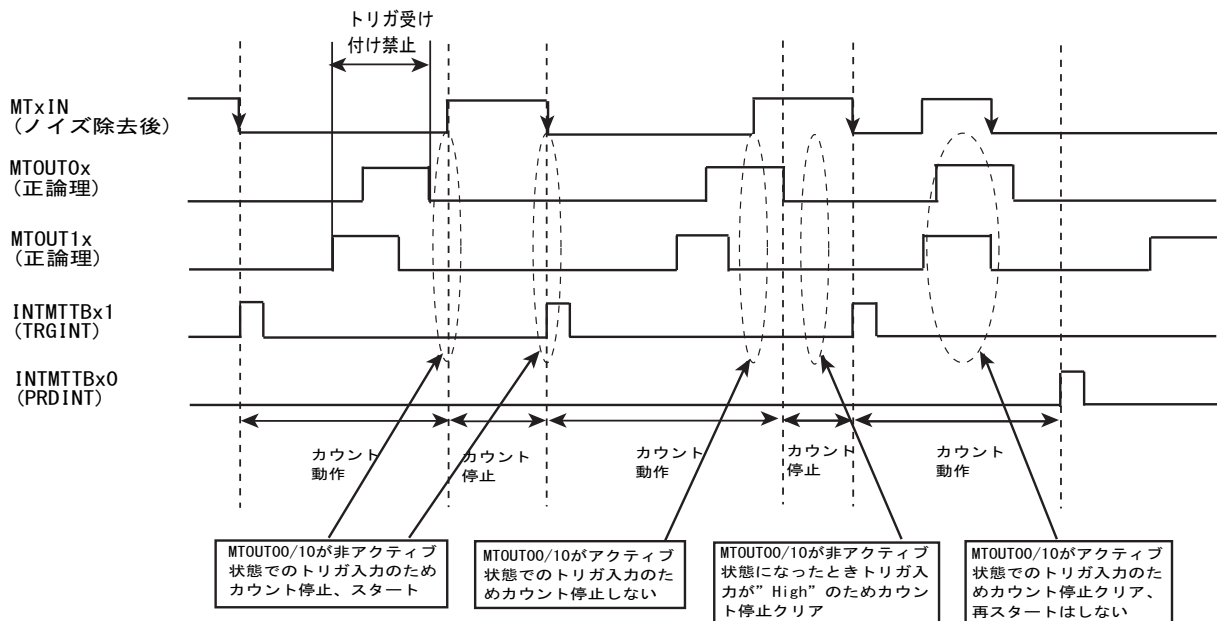 トリガ受け
付け禁止
MTxIN
(ノイズ除去後)
MTOUT0x
(正論理)
MTOUT1x
(正論理)
INTMTTBx1
(TRGINT)
INTMTTBx0
(PRDINT)
カウント
動作
カウント
停止
カウント
動作
カウント
停止
カウント
動作
MTOUT00/10が非アクティブ
状態でのトリガ入力のため
カウント停止、スタート
MTOUT00/10がアクティブ
状態でのトリガ入力のた
めカウント停止しない
MTOUT00/10が非アクティブ
状態になったときトリガ入
力が”High”のためカウン
ト停止クリア
MTOUT00/10がアクティブ
状態でのトリガ入力のた
めカウント停止クリア、
再スタートはしない